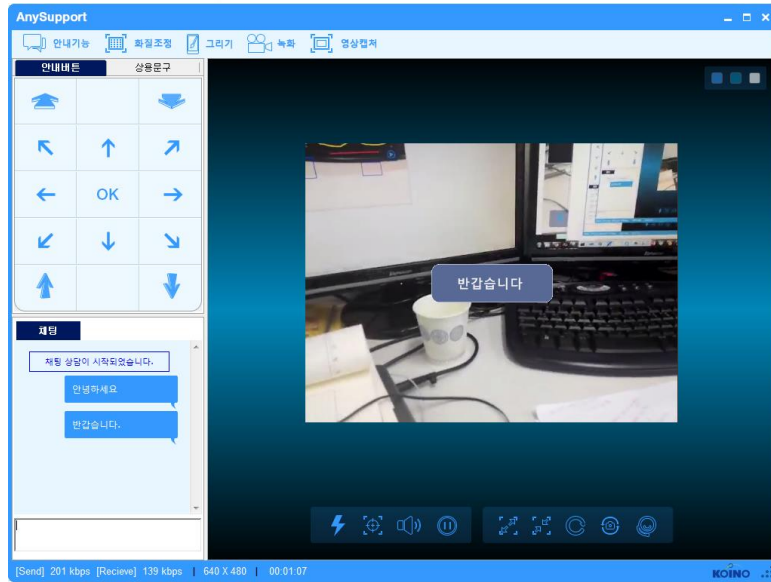 AnySupport
안내기능 화질조정 그리기 녹화 영상캡처
안내버튼 상용문구
OK
채팅
채팅 상담이 시작되었습니다.
안녕하세요
반갑습니다.
반갑습니다
[Send] 201 kbps [Recieve] 139 kbps | 640 X 480 | 00:01:07
KOINO